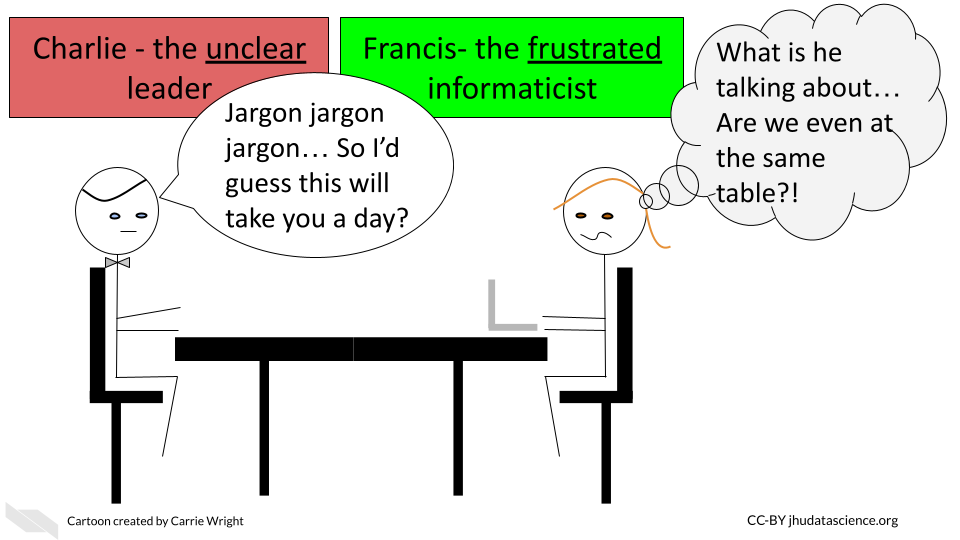 Charlie - the unclear
leader
Francis- the frustrated
informaticist
Jargon jargon
jargon… So I’d
guess this will
take you a day?
What is he
talking about…
Are we even at
the same
table?!
Cartoon created by Carrie Wright
CC-BY jhudatascience.org